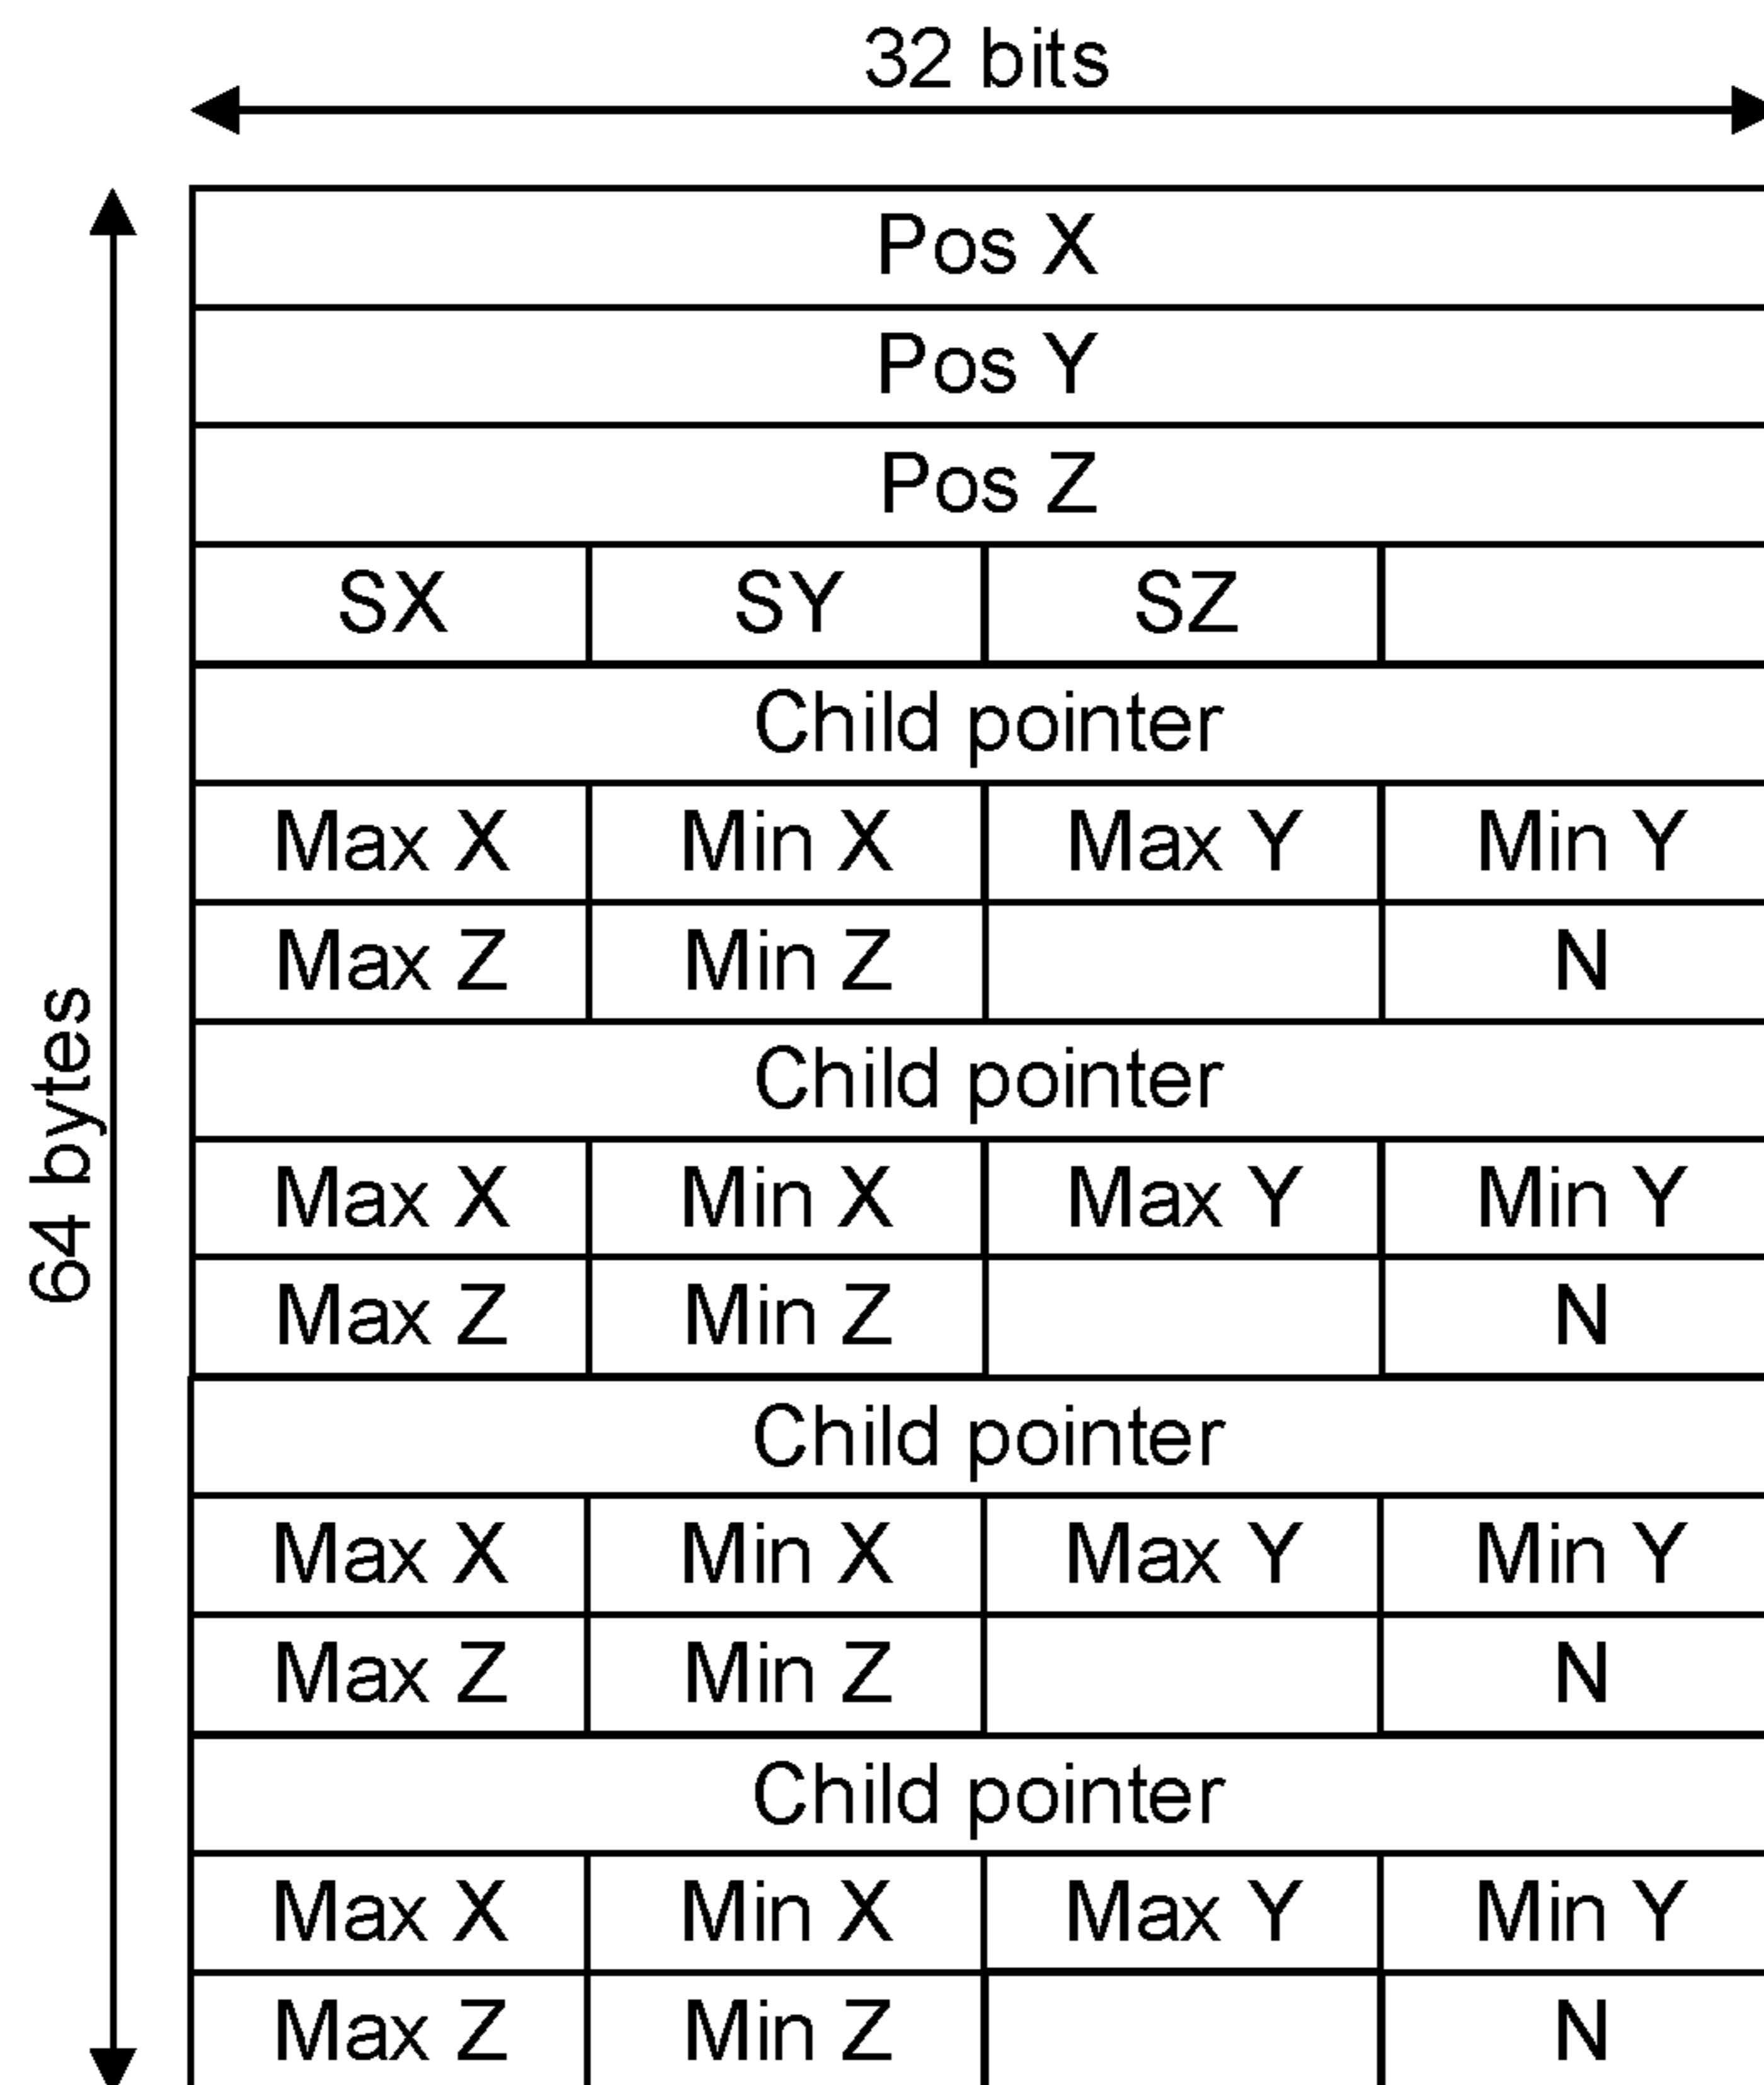 32 bits
64 bytes
Pos X
Pos Y
Pos Z
SX SY SZ
Child pointer
Max X Min X Max Y Min Y
Max Z Min Z N
Child pointer
Max X Min X Max Y Min Y
Max Z Min Z N
Child pointer
Max X Min X Max Y Min Y
Max Z Min Z N
Child pointer
Max X Min X Max Y Min Y
Max Z Min Z N